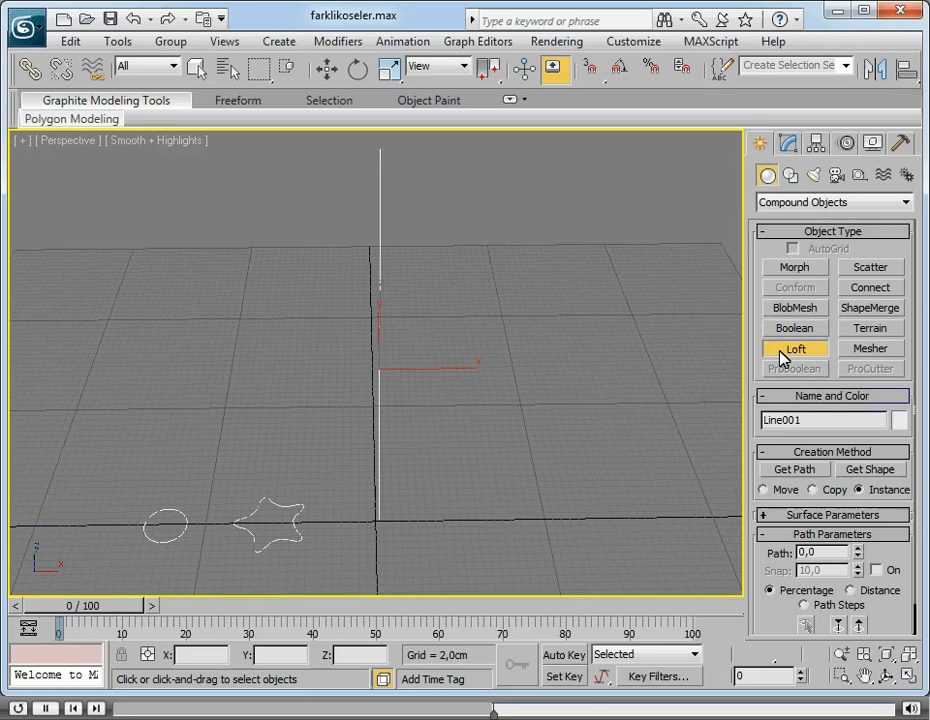 farklikoseler.max
Type a keyword or phrase
Edit Tools Group Views Create Modifiers Animation Graph Editors Rendering Customize MAXScript Help
All View Create Selection Se
Graphite Modeling Tools Freeform Selection Object Paint
Polygon Modeling
[ + ] [ Perspective ] [ Smooth + Highlights ]
Compound Objects
Object Type
AutoGrid
Morph Scatter
Conform Connect
BlobMesh ShapeMerge
Boolean Terrain
Loft Mesher
ProBoolean ProCutter
Name and Color
Line001
Creation Method
Get Path Get Shape
Move Copy Instance
Surface Parameters
Path Parameters
Path: 0,0
Snap: 10,0 On
Percentage Distance
Path Steps
y
x
z
x
< 0 / 100 >
0 10 20 30 40 50 60 70 80 90 100
X: Y: Z: Grid = 2,0cm Auto Key Selected
Welcome to M Click or click-and-drag to select objects Add Time Tag Set Key Key Filters... 0